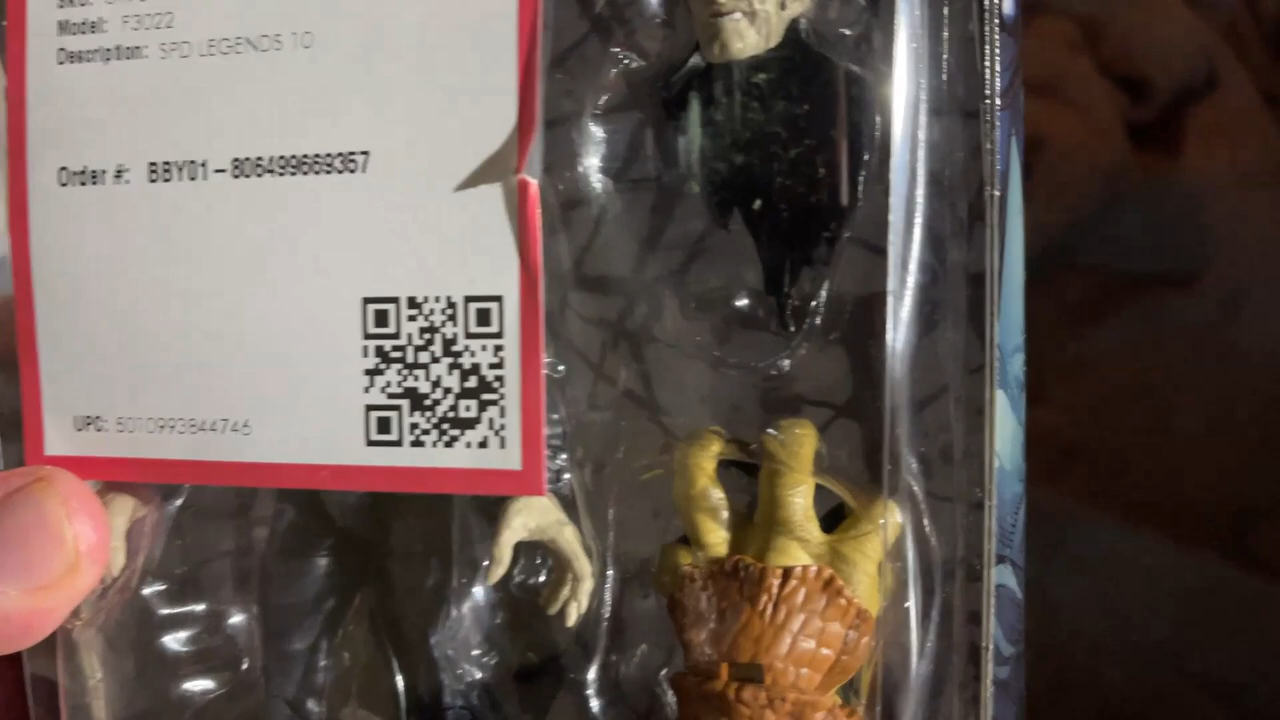 Model: F3022
Description: SPD LEGENDS 10
Order #: BBY01-806499669357
UPC: 5010993844746